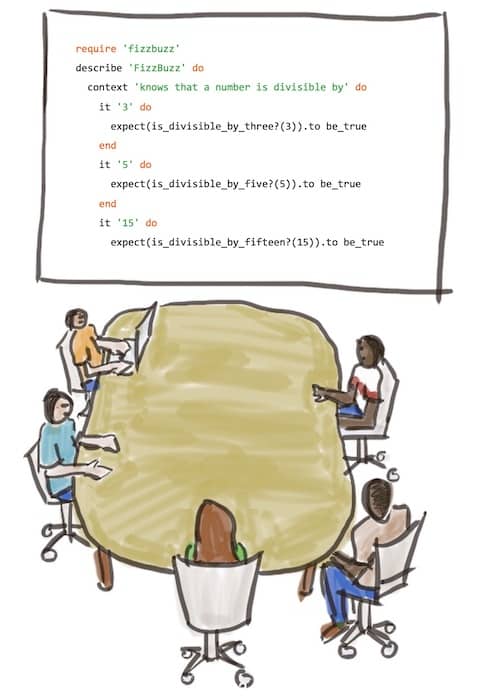 require 'fizzbuzz'
describe 'FizzBuzz' do
context 'knows that a number is divisible by' do
it '3' do
expect(is_divisible_by_three?(3)).to be_true
end
it '5' do
expect(is_divisible_by_five?(5)).to be_true
end
it '15' do
expect(is_divisible_by_fifteen?(15)).to be_true